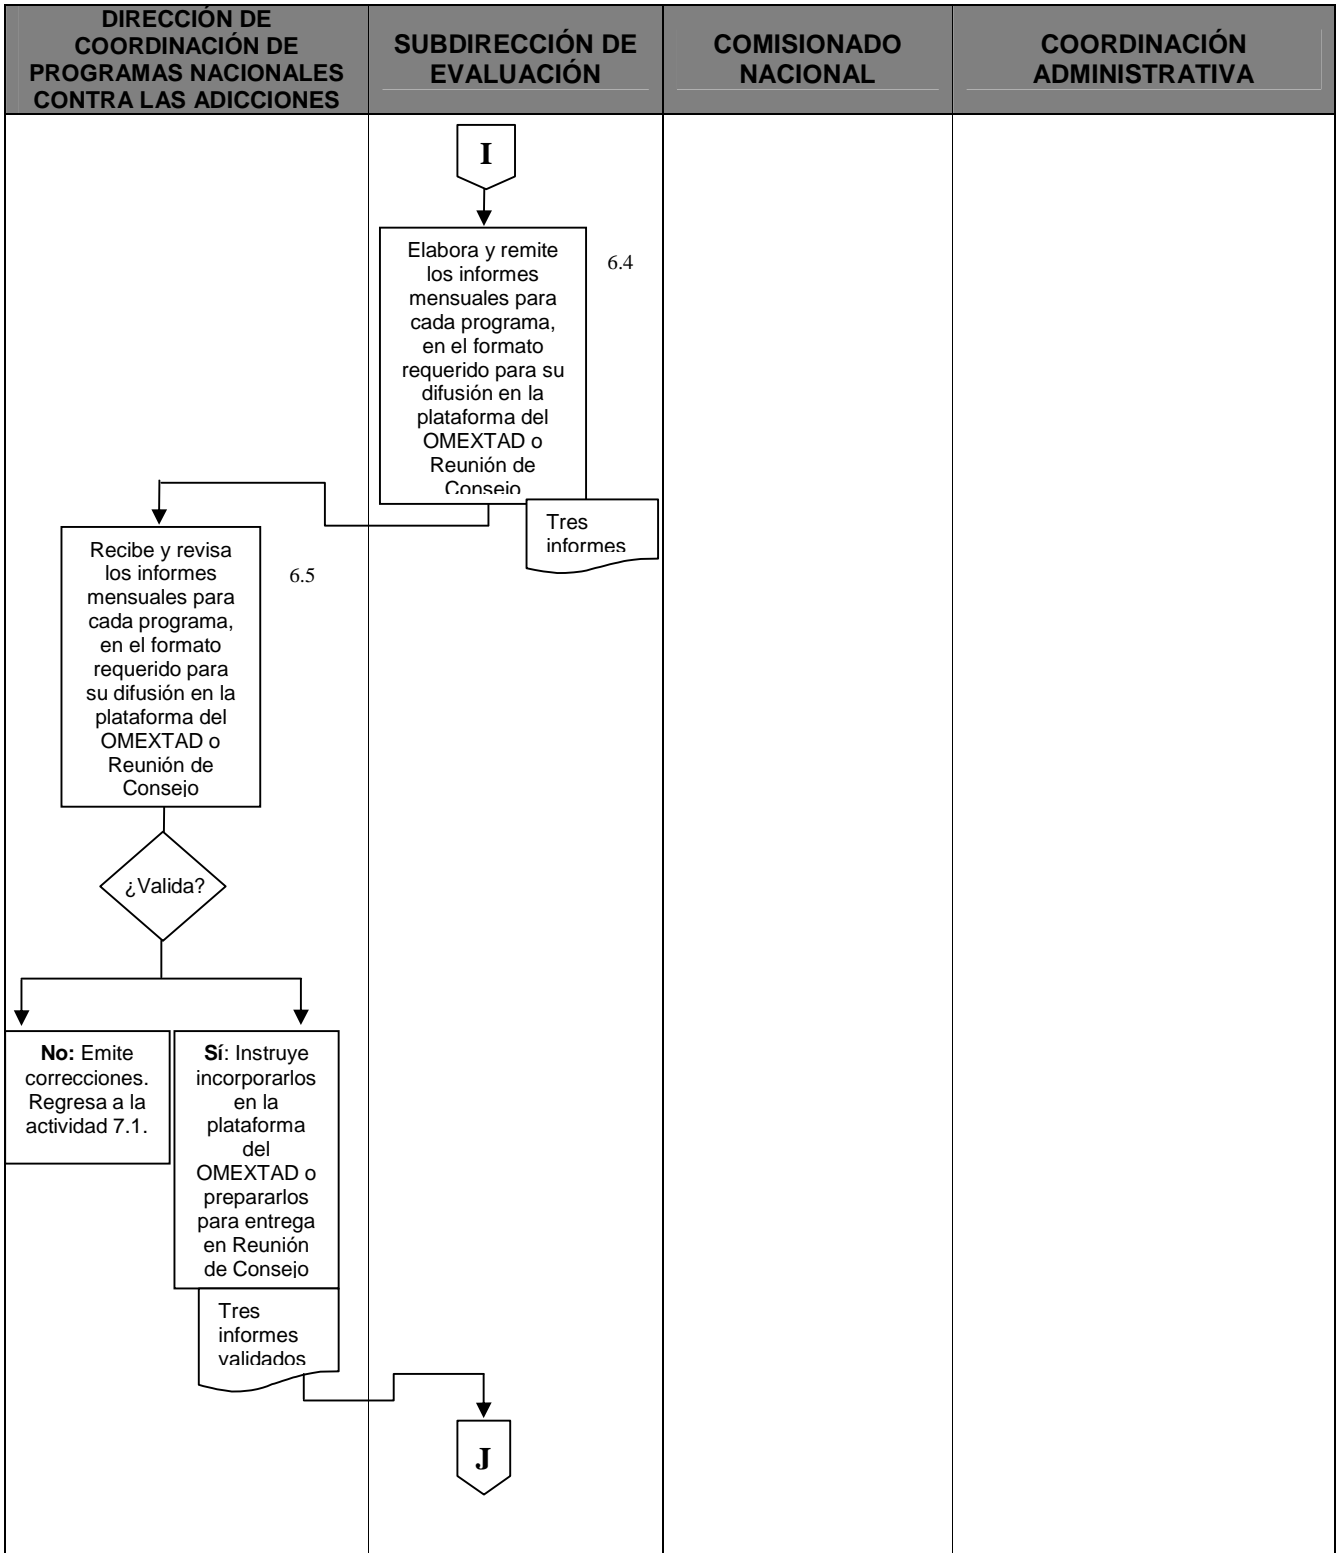 DIRECCIÓN DE
COORDINACIÓN DE
PROGRAMAS NACIONALES
CONTRA LAS ADICCIONES
SUBDIRECCIÓN DE
EVALUACIÓN
COMISIONADO
NACIONAL
COORDINACIÓN
ADMINISTRATIVA
I
Elabora y remite
los informes
mensuales para
cada programa,
en el formato
requerido para su
difusión en la
plataforma del
OMEXTAD o
Reunión de
Consejo
6.4
Tres
informes
Recibe y revisa
los informes
mensuales para
cada programa,
en el formato
requerido para
su difusión en la
plataforma del
OMEXTAD o
Reunión de
Consejo
6.5
¿Valida?
No: Emite
correcciones.
Regresa a la
actividad 7.1.
Sí: Instruye
incorporarlos
en la
plataforma
del
OMEXTAD o
prepararlos
para entrega
en Reunión
de Consejo
Tres
informes
validados
J